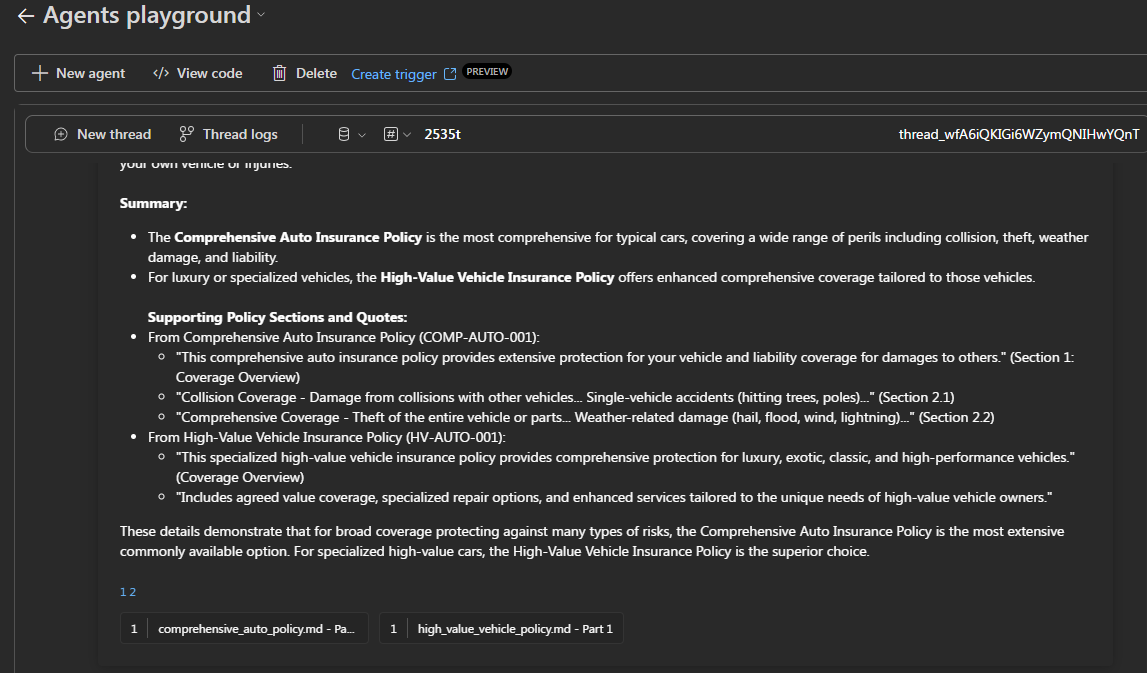 Agents playground
New agent </> View code Delete Create trigger PREVIEW
New thread Thread logs 2535t thread_wfA6iQKIGi6WZymQNIHwYQnT
your own vehicle or injuries.
Summary:
• The Comprehensive Auto Insurance Policy is the most comprehensive for typical cars, covering a wide range of perils including collision, theft, weather
damage, and liability.
• For luxury or specialized vehicles, the High-Value Vehicle Insurance Policy offers enhanced comprehensive coverage tailored to those vehicles.
Supporting Policy Sections and Quotes:
• From Comprehensive Auto Insurance Policy (COMP-AUTO-001):
"This comprehensive auto insurance policy provides extensive protection for your vehicle and liability coverage for damages to others." (Section 1:
Coverage Overview)
"Collision Coverage - Damage from collisions with other vehicles... Single-vehicle accidents (hitting trees, poles)..." (Section 2.1)
"Comprehensive Coverage - Theft of the entire vehicle or parts... Weather-related damage (hail, flood, wind, lightning)..." (Section 2.2)
• From High-Value Vehicle Insurance Policy (HV-AUTO-001):
"This specialized high-value vehicle insurance policy provides comprehensive protection for luxury, exotic, classic, and high-performance vehicles."
(Coverage Overview)
"Includes agreed value coverage, specialized repair options, and enhanced services tailored to the unique needs of high-value vehicle owners."
These details demonstrate that for broad coverage protecting against many types of risks, the Comprehensive Auto Insurance Policy is the most extensive
commonly available option. For specialized high-value cars, the High-Value Vehicle Insurance Policy is the superior choice.
1 2
1 comprehensive_auto_policy.md - Pa... 1 high_value_vehicle_policy.md - Part 1